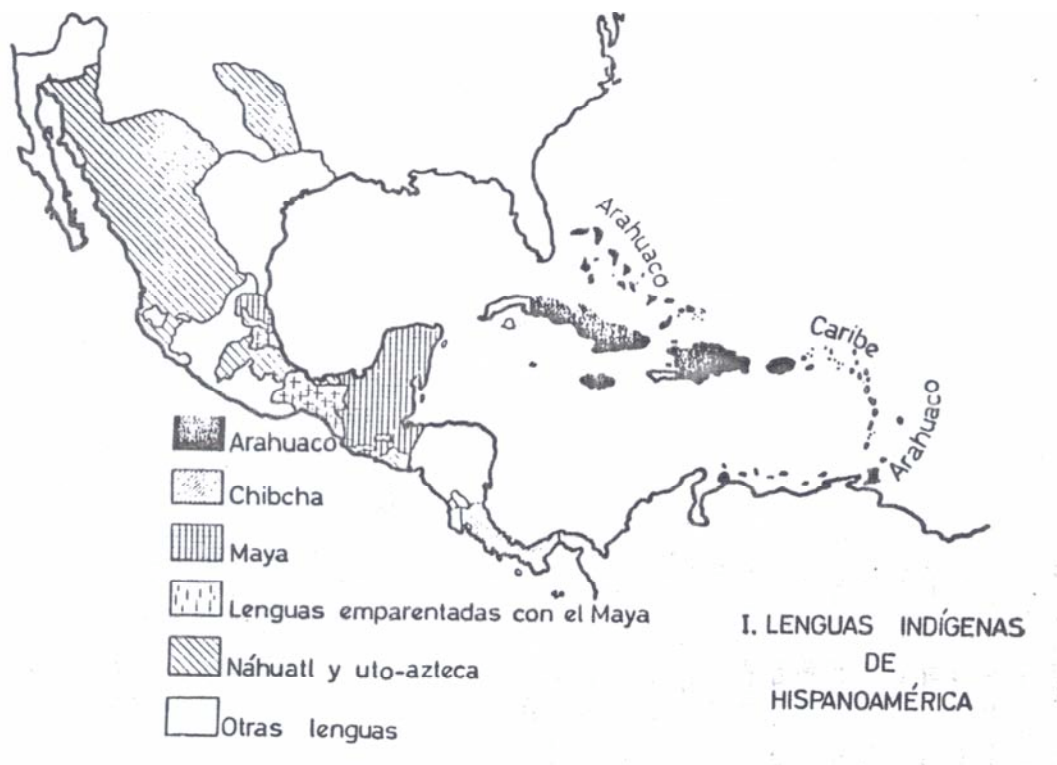 Arahuaco
Caribe
Arahuaco
Arahuaco
Chibcha
Maya
Lenguas emparentadas con el Maya
Náhuatl y uto-azteca
Otras lenguas
I. LENGUAS INDÍGENAS
DE
HISPANOAMÉRICA